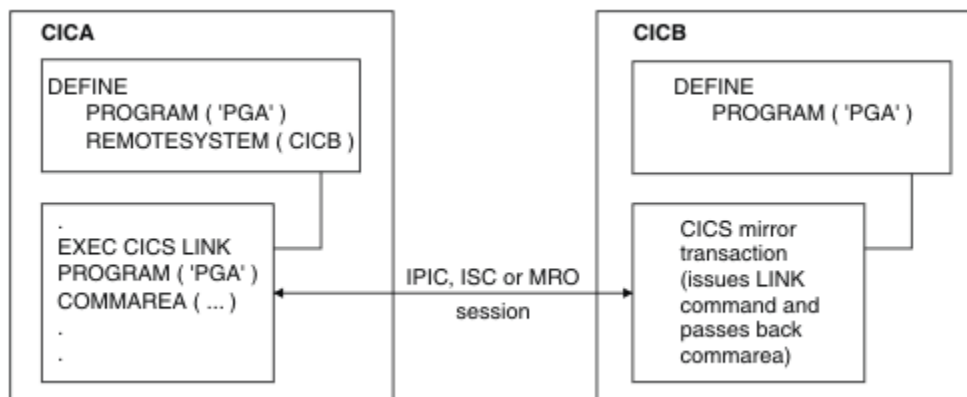 CICA
DEFINE
PROGRAM ( 'PGA' )
REMOTESYSTEM ( CICB )
.
EXEC CICS LINK
PROGRAM ( 'PGA' )
COMMAREA ( ... )
.
.
IPIC, ISC or MRO
session
CICB
DEFINE
PROGRAM ( 'PGA' )
CICS mirror
transaction
(issues LINK
command and
passes back
commarea)